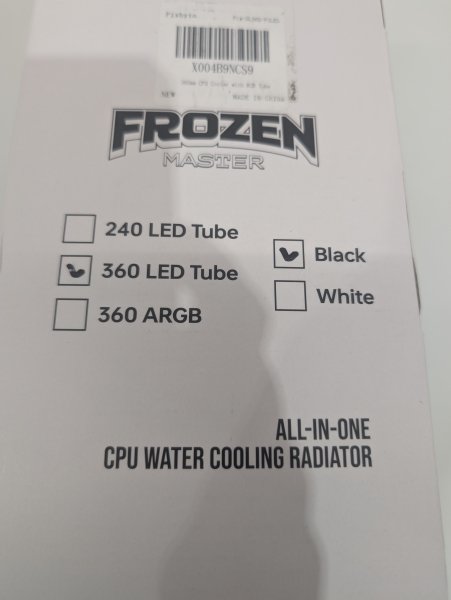 X004B9NCS9
NEW
MADE IN CHINA
FROZEN
MASTER
240 LED Tube
360 LED Tube
360 ARGB
Black
White
ALL-IN-ONE
CPU WATER COOLING RADIATOR